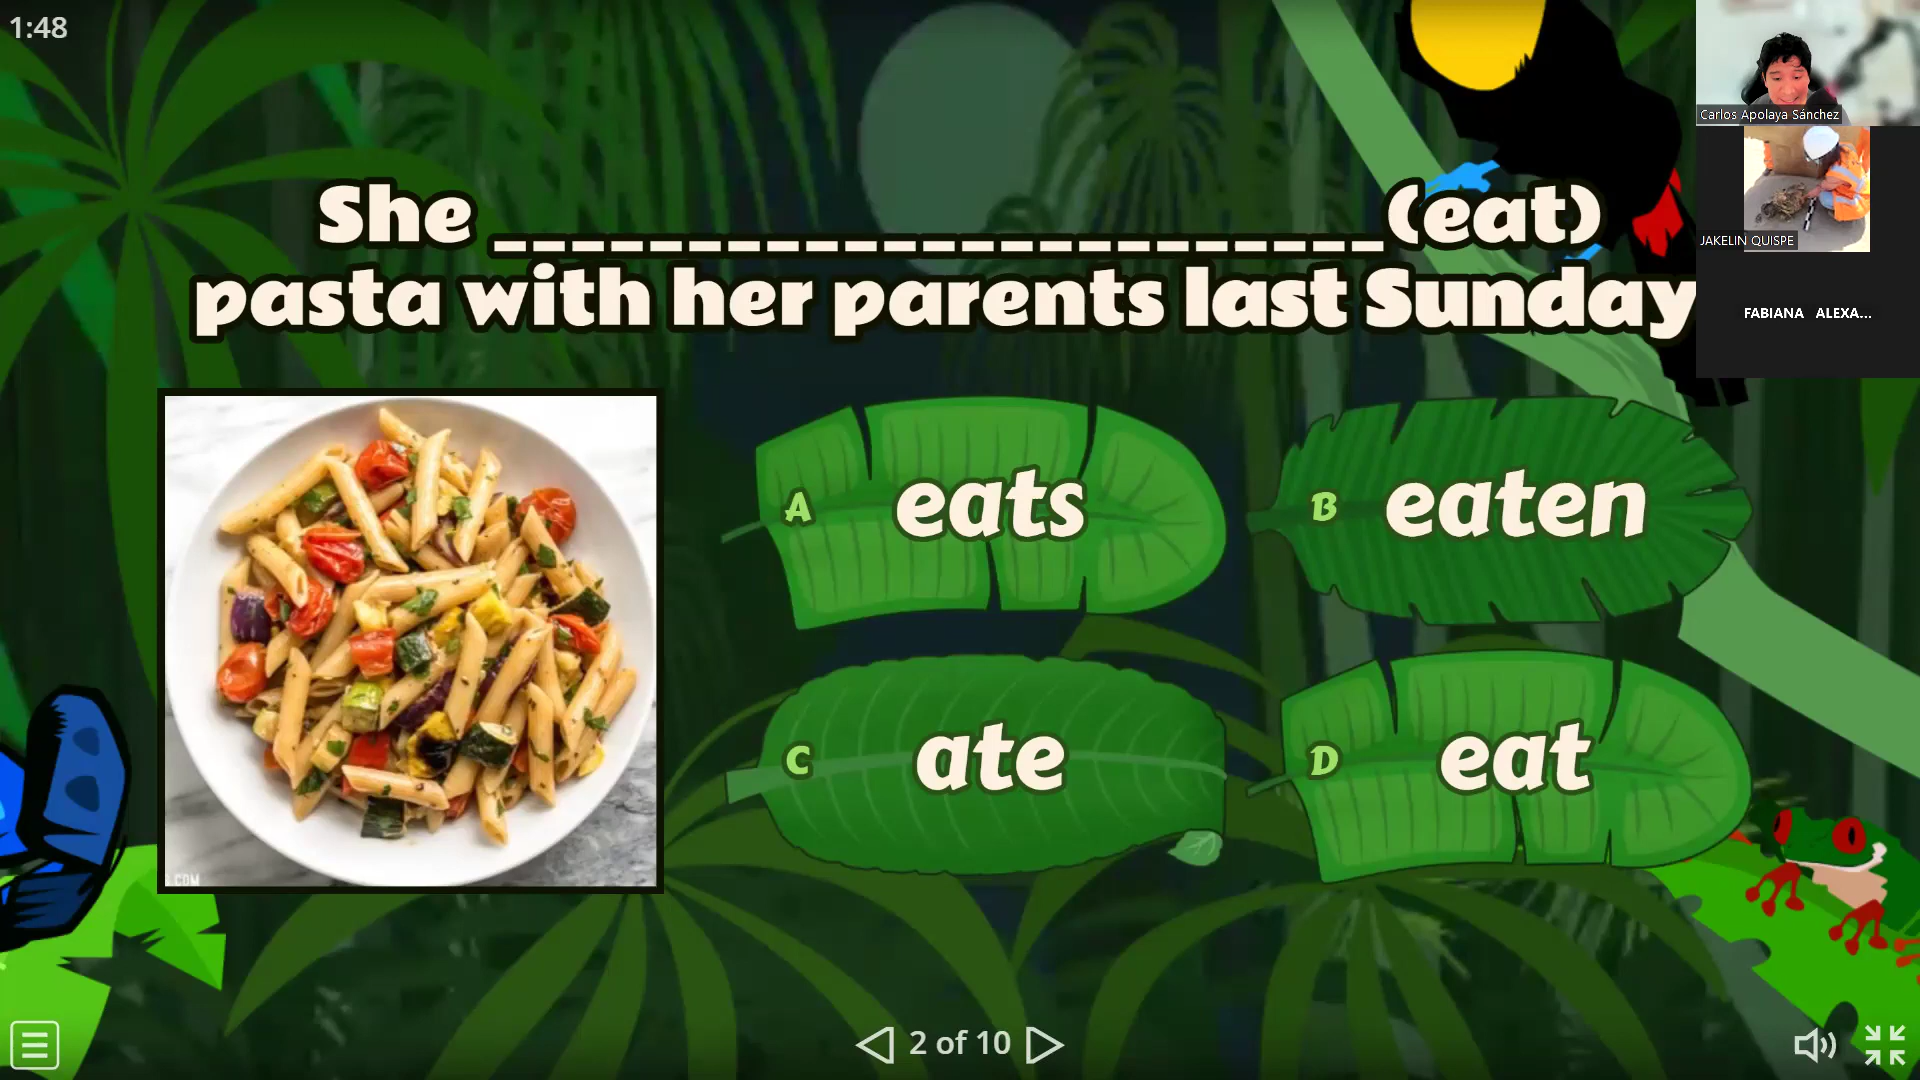 1:48
Carlos Apolaya Sánchez
JAKELIN QUISPE
FABIANA ALEXA...
She _______________________(eat)
pasta with her parents last Sunday
A eats
B eaten
C ate
D eat
2 of 10